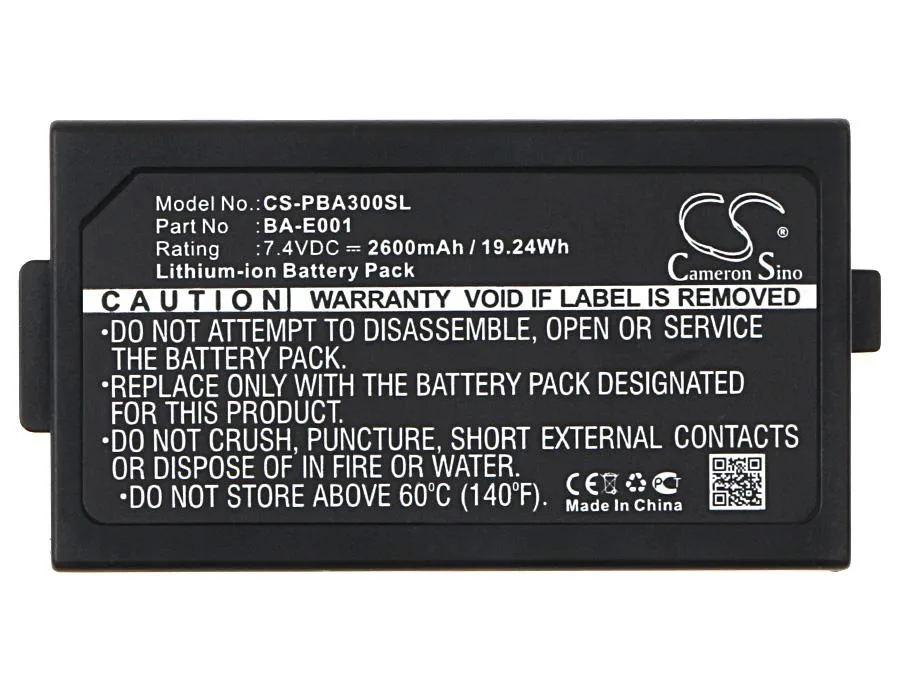 Model No.:CS-PBA300SL
Part No :BA-E001
Rating :7.4VDC ⎓ 2600mAh / 19.24Wh
Lithium-ion Battery Pack
CS ®
Cameron Sino
CAUTION| WARRANTY VOID IF LABEL IS REMOVED
•DO NOT ATTEMPT TO DISASSEMBLE, OPEN OR SERVICE
THE BATTERY PACK.
•REPLACE ONLY WITH THE BATTERY PACK DESIGNATED
FOR THIS PRODUCT.
•DO NOT CRUSH, PUNCTURE, SHORT EXTERNAL CONTACTS
OR DISPOSE OF IN FIRE OR WATER.
•DO NOT STORE ABOVE 60°C (140°F).
CE PCT
Made In China